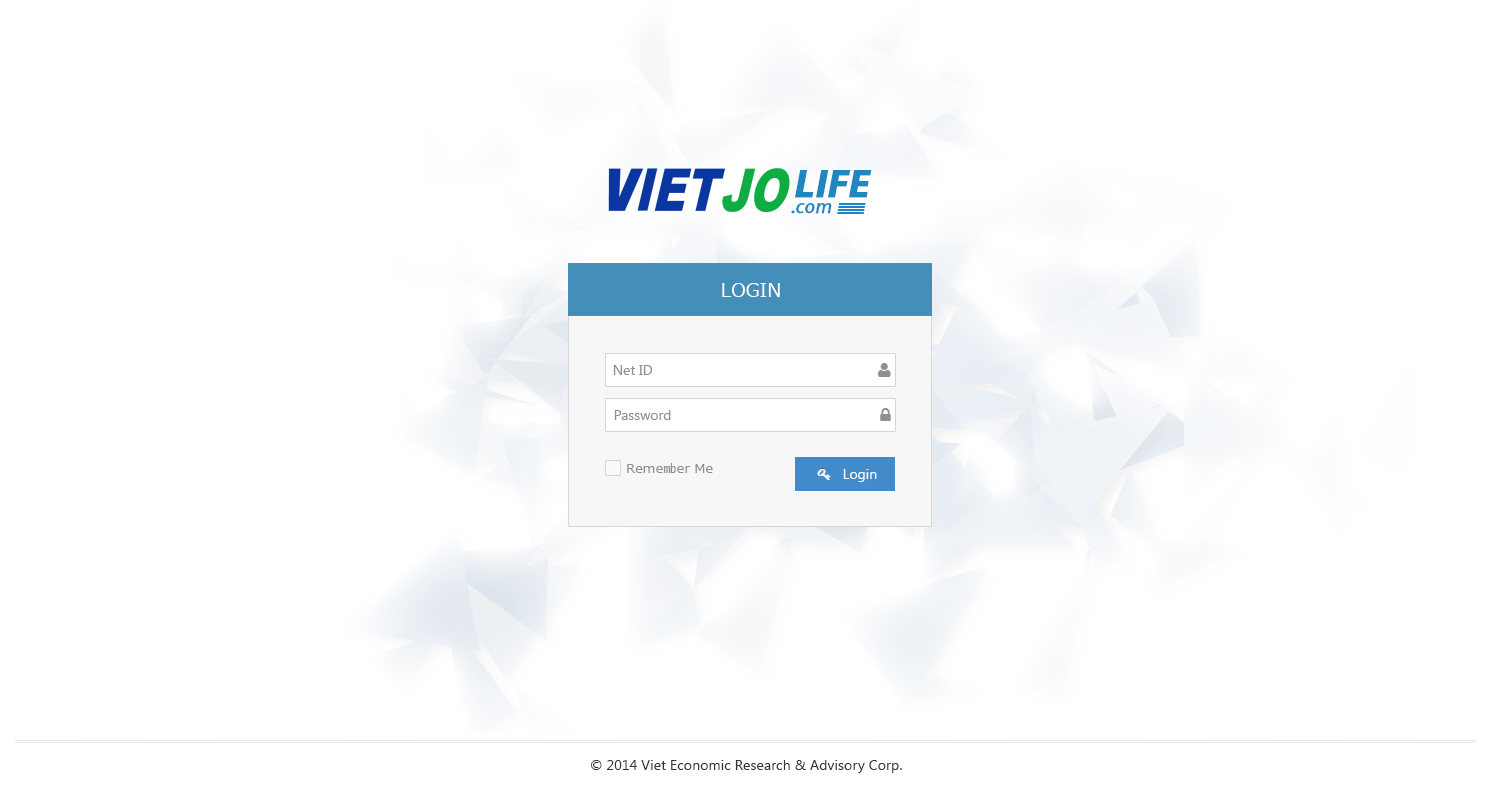 VIETJO LIFE
.com
LOGIN
Net ID
Password
Remember Me
Login
© 2014 Viet Economic Research & Advisory Corp.